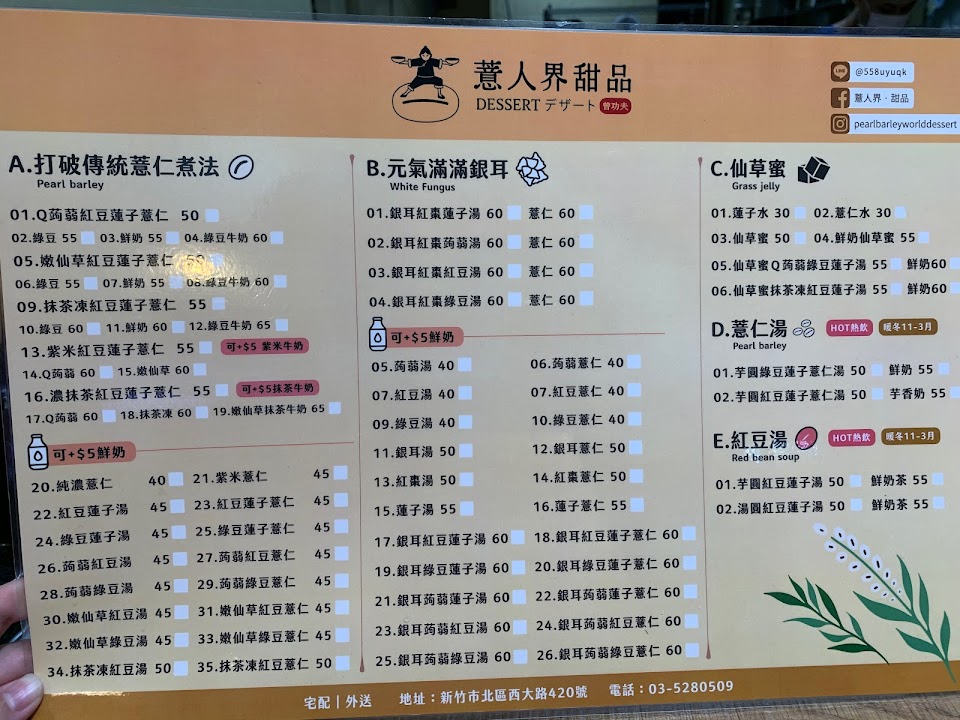 薏人界甜品
DESSERT デザート 曾功夫
LINE @558uyuqk
薏人界‧甜品
pearlbarleyworlddessert
A.打破傳統薏仁煮法
Pearl barley
01.Q蒟蒻紅豆蓮子薏仁 50
02.綠豆 55 03.鮮奶 55 04.綠豆牛奶 60
05.嫩仙草紅豆蓮子薏仁 50
06.綠豆 55 07.鮮奶 55 08.綠豆牛奶 60
09.抹茶凍紅豆蓮子薏仁 55
10.綠豆 60 11.鮮奶 60 12.綠豆牛奶 65
13.紫米紅豆蓮子薏仁 55 可+$5 紫米牛奶
14.Q蒟蒻 60 15.嫩仙草 60
16.濃抹茶紅豆蓮子薏仁 55 可+$5抹茶牛奶
17.Q蒟蒻 60 18.抹茶凍 60 19.嫩仙草抹茶牛奶 65
可+$5鮮奶
20.純濃薏仁 40 21.紫米薏仁 45
22.紅豆蓮子湯 45 23.紅豆蓮子薏仁 45
24.綠豆蓮子湯 45 25.綠豆蓮子薏仁 45
26.蒟蒻紅豆湯 45 27.蒟蒻紅豆薏仁 45
28.蒟蒻綠豆湯 45 29.蒟蒻綠豆薏仁 45
30.嫩仙草紅豆湯 45 31.嫩仙草紅豆薏仁 45
32.嫩仙草綠豆湯 45 33.嫩仙草綠豆薏仁 45
34.抹茶凍紅豆湯 50 35.抹茶凍紅豆薏仁 50
B.元氣滿滿銀耳
White Fungus
01.銀耳紅棗蓮子湯 60 薏仁 60
02.銀耳紅棗蒟蒻湯 60 薏仁 60
03.銀耳紅棗紅豆湯 60 薏仁 60
04.銀耳紅棗綠豆湯 60 薏仁 60
可+$5鮮奶
05.蒟蒻湯 40 06.蒟蒻薏仁 40
07.紅豆湯 40 07.紅豆薏仁 40
09.綠豆湯 50 10.綠豆薏仁 40
11.銀耳湯 50 12.銀耳薏仁 50
13.紅棗湯 50 14.紅棗薏仁 60
15.蓮子湯 55 16.蓮子薏仁 55
17.銀耳紅豆蓮子湯 60 18.銀耳紅豆蓮子薏仁 60
19.銀耳綠豆蓮子湯 60 20.銀耳綠豆蓮子薏仁 60
21.銀耳蒟蒻蓮子湯 60 22.銀耳蒟蒻蓮子薏仁 60
23.銀耳蒟蒻紅豆湯 60 24.銀耳蒟蒻紅豆薏仁 60
25.銀耳蒟蒻綠豆湯 60 26.銀耳蒟蒻綠豆薏仁 60
C.仙草蜜
Grass jelly
01.蓮子水 30 02.薏仁水 30
03.仙草蜜 50 04.鮮奶仙草蜜 55
05.仙草蜜Q蒟蒻綠豆蓮子湯 55 鮮奶60
06.仙草蜜抹茶凍紅豆蓮子湯 55 鮮奶60
D.薏仁湯 HOT熱飲 暖冬11-3月
Pearl barley
01.芋圓綠豆蓮子薏仁湯 50 鮮奶 55
02.芋圓紅豆蓮子薏仁湯 50 芋香奶 55
E.紅豆湯 HOT熱飲 暖冬11-3月
Red bean soup
01.芋圓紅豆蓮子湯 50 鮮奶茶 55
02.湯圓紅豆蓮子湯 50 鮮奶茶 55
宅配｜外送 地址：新竹市北區西大路420號 電話：03-5280509